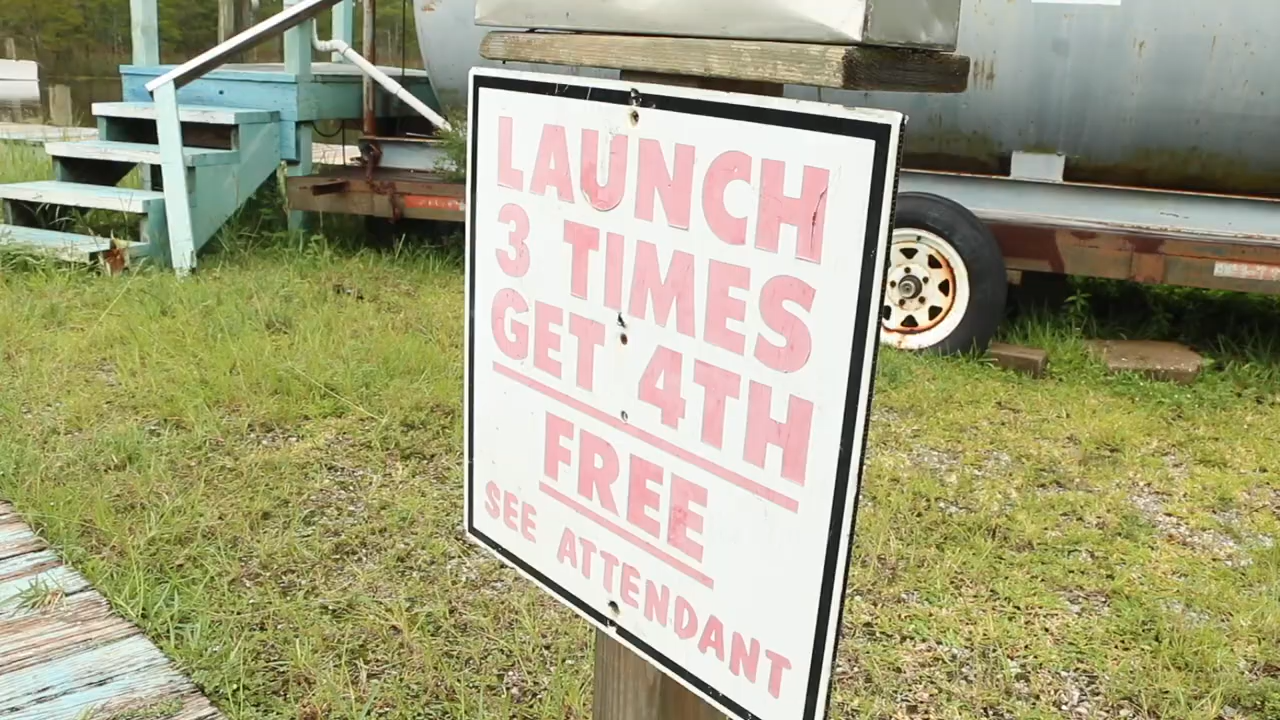 LAUNCH
3 TIMES
GET 4TH
FREE
SEE ATTENDANT